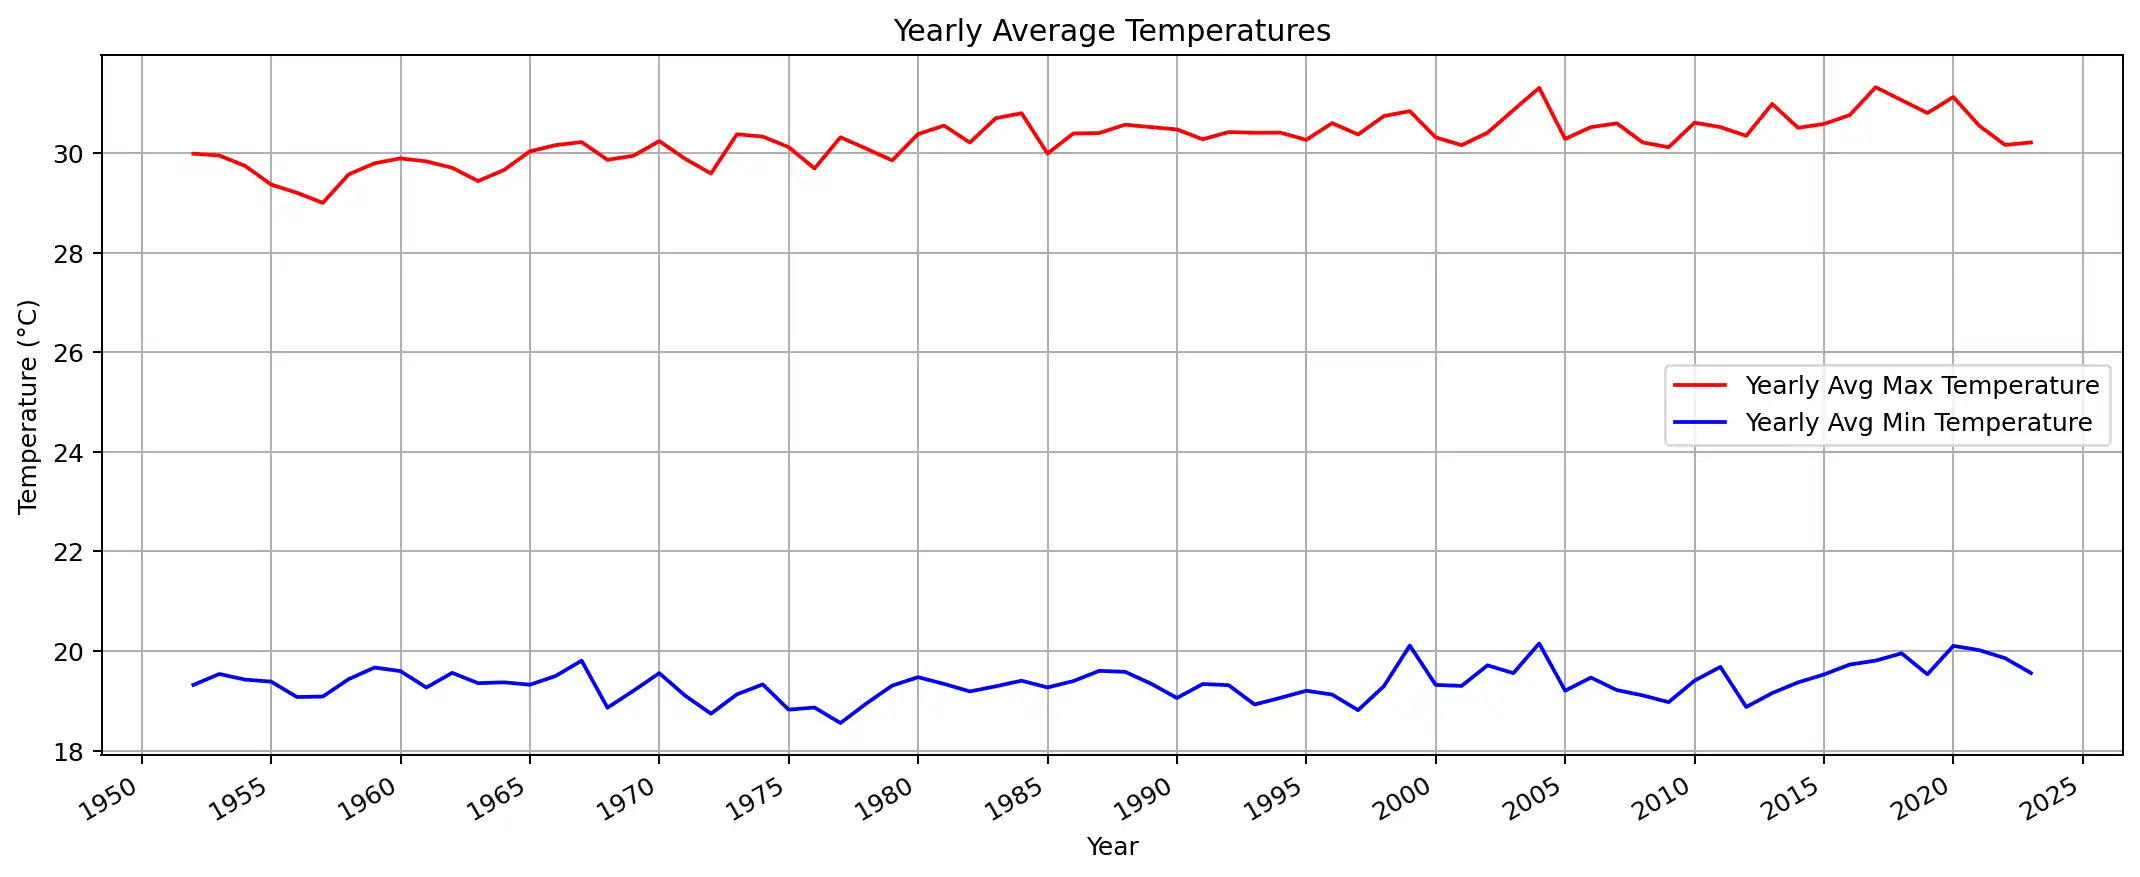 Yearly Average Temperatures
Temperature (°C)
30
28
26
24
22
20
18
Yearly Avg Max Temperature
Yearly Avg Min Temperature
1950 1955 1960 1965 1970 1975 1980 1985 1990 1995 2000 2005 2010 2015 2020 2025
Year